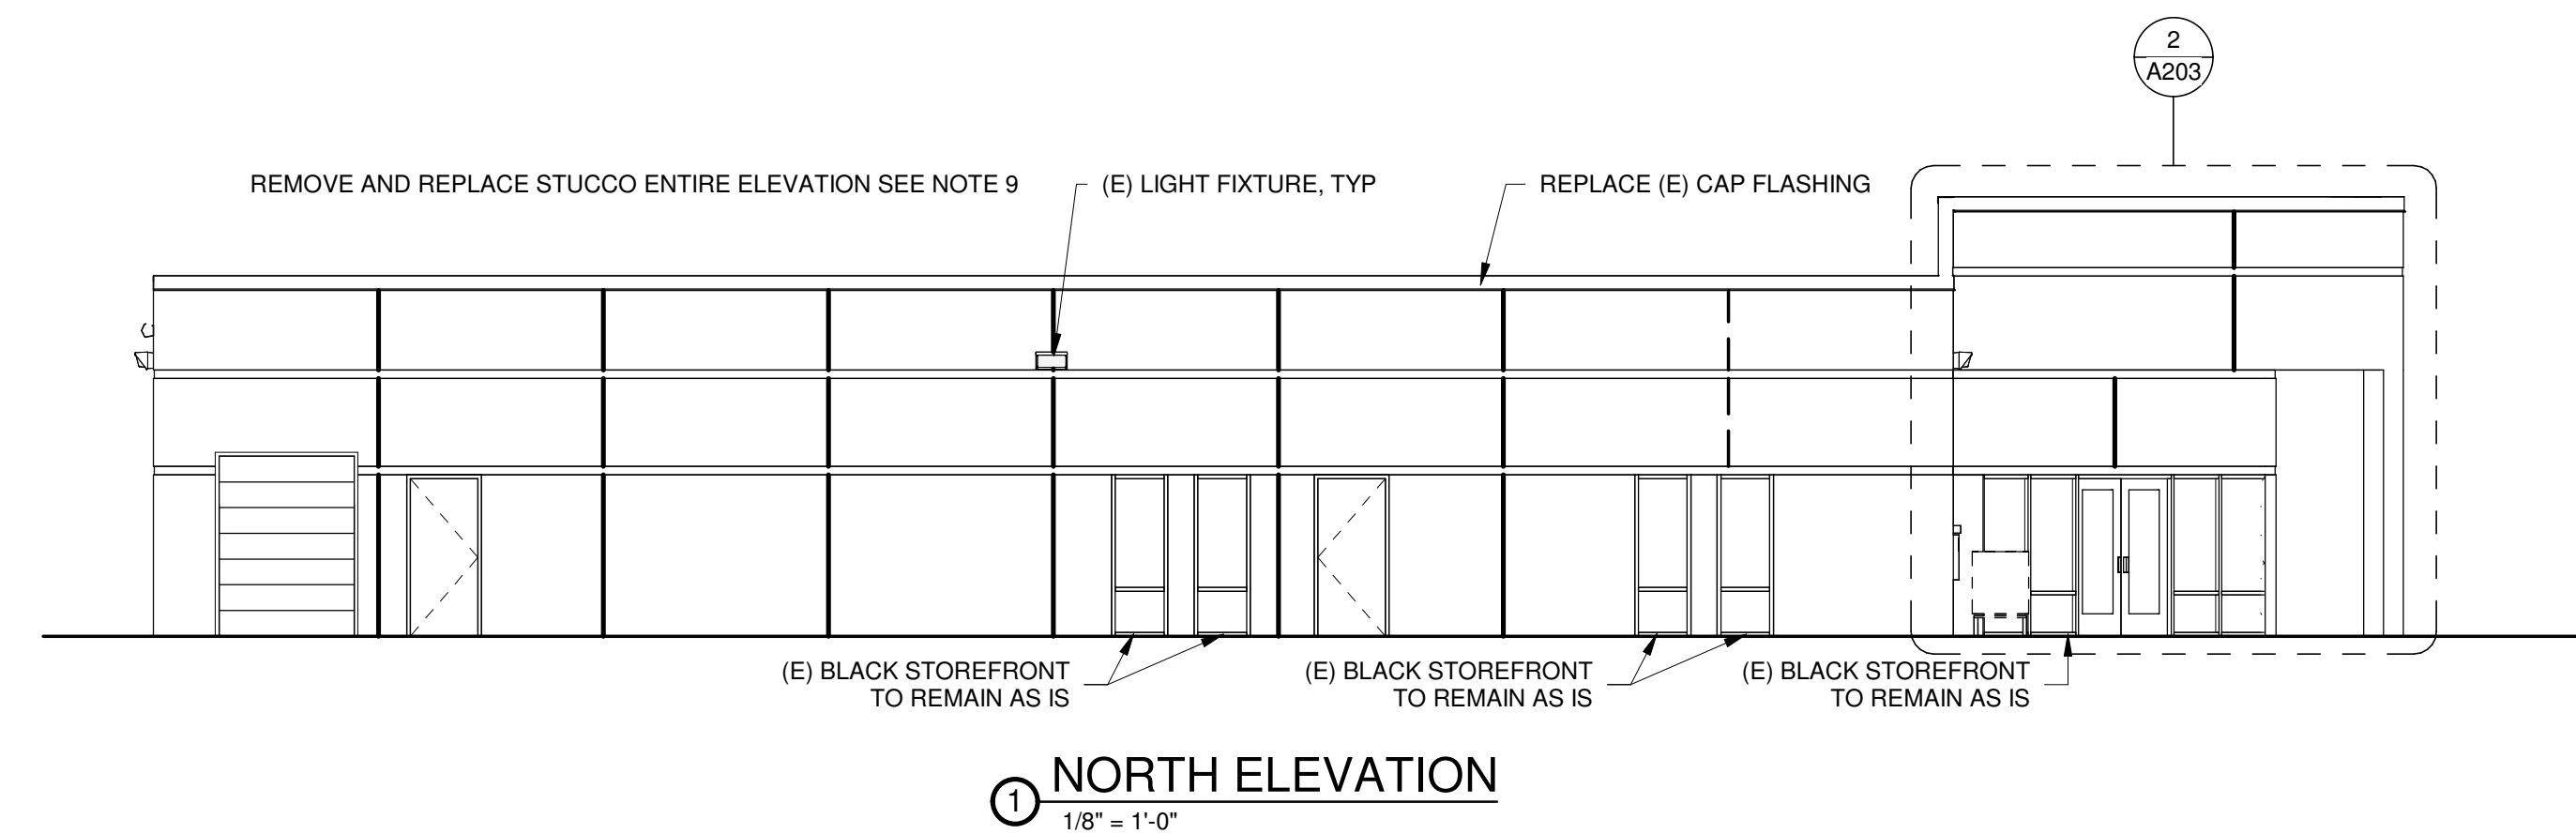 2
A203
REMOVE AND REPLACE STUCCO ENTIRE ELEVATION SEE NOTE 9
(E) LIGHT FIXTURE, TYP
REPLACE (E) CAP FLASHING
(E) BLACK STOREFRONT
TO REMAIN AS IS
(E) BLACK STOREFRONT
TO REMAIN AS IS
(E) BLACK STOREFRONT
TO REMAIN AS IS
1
NORTH ELEVATION
1/8" = 1'-0"